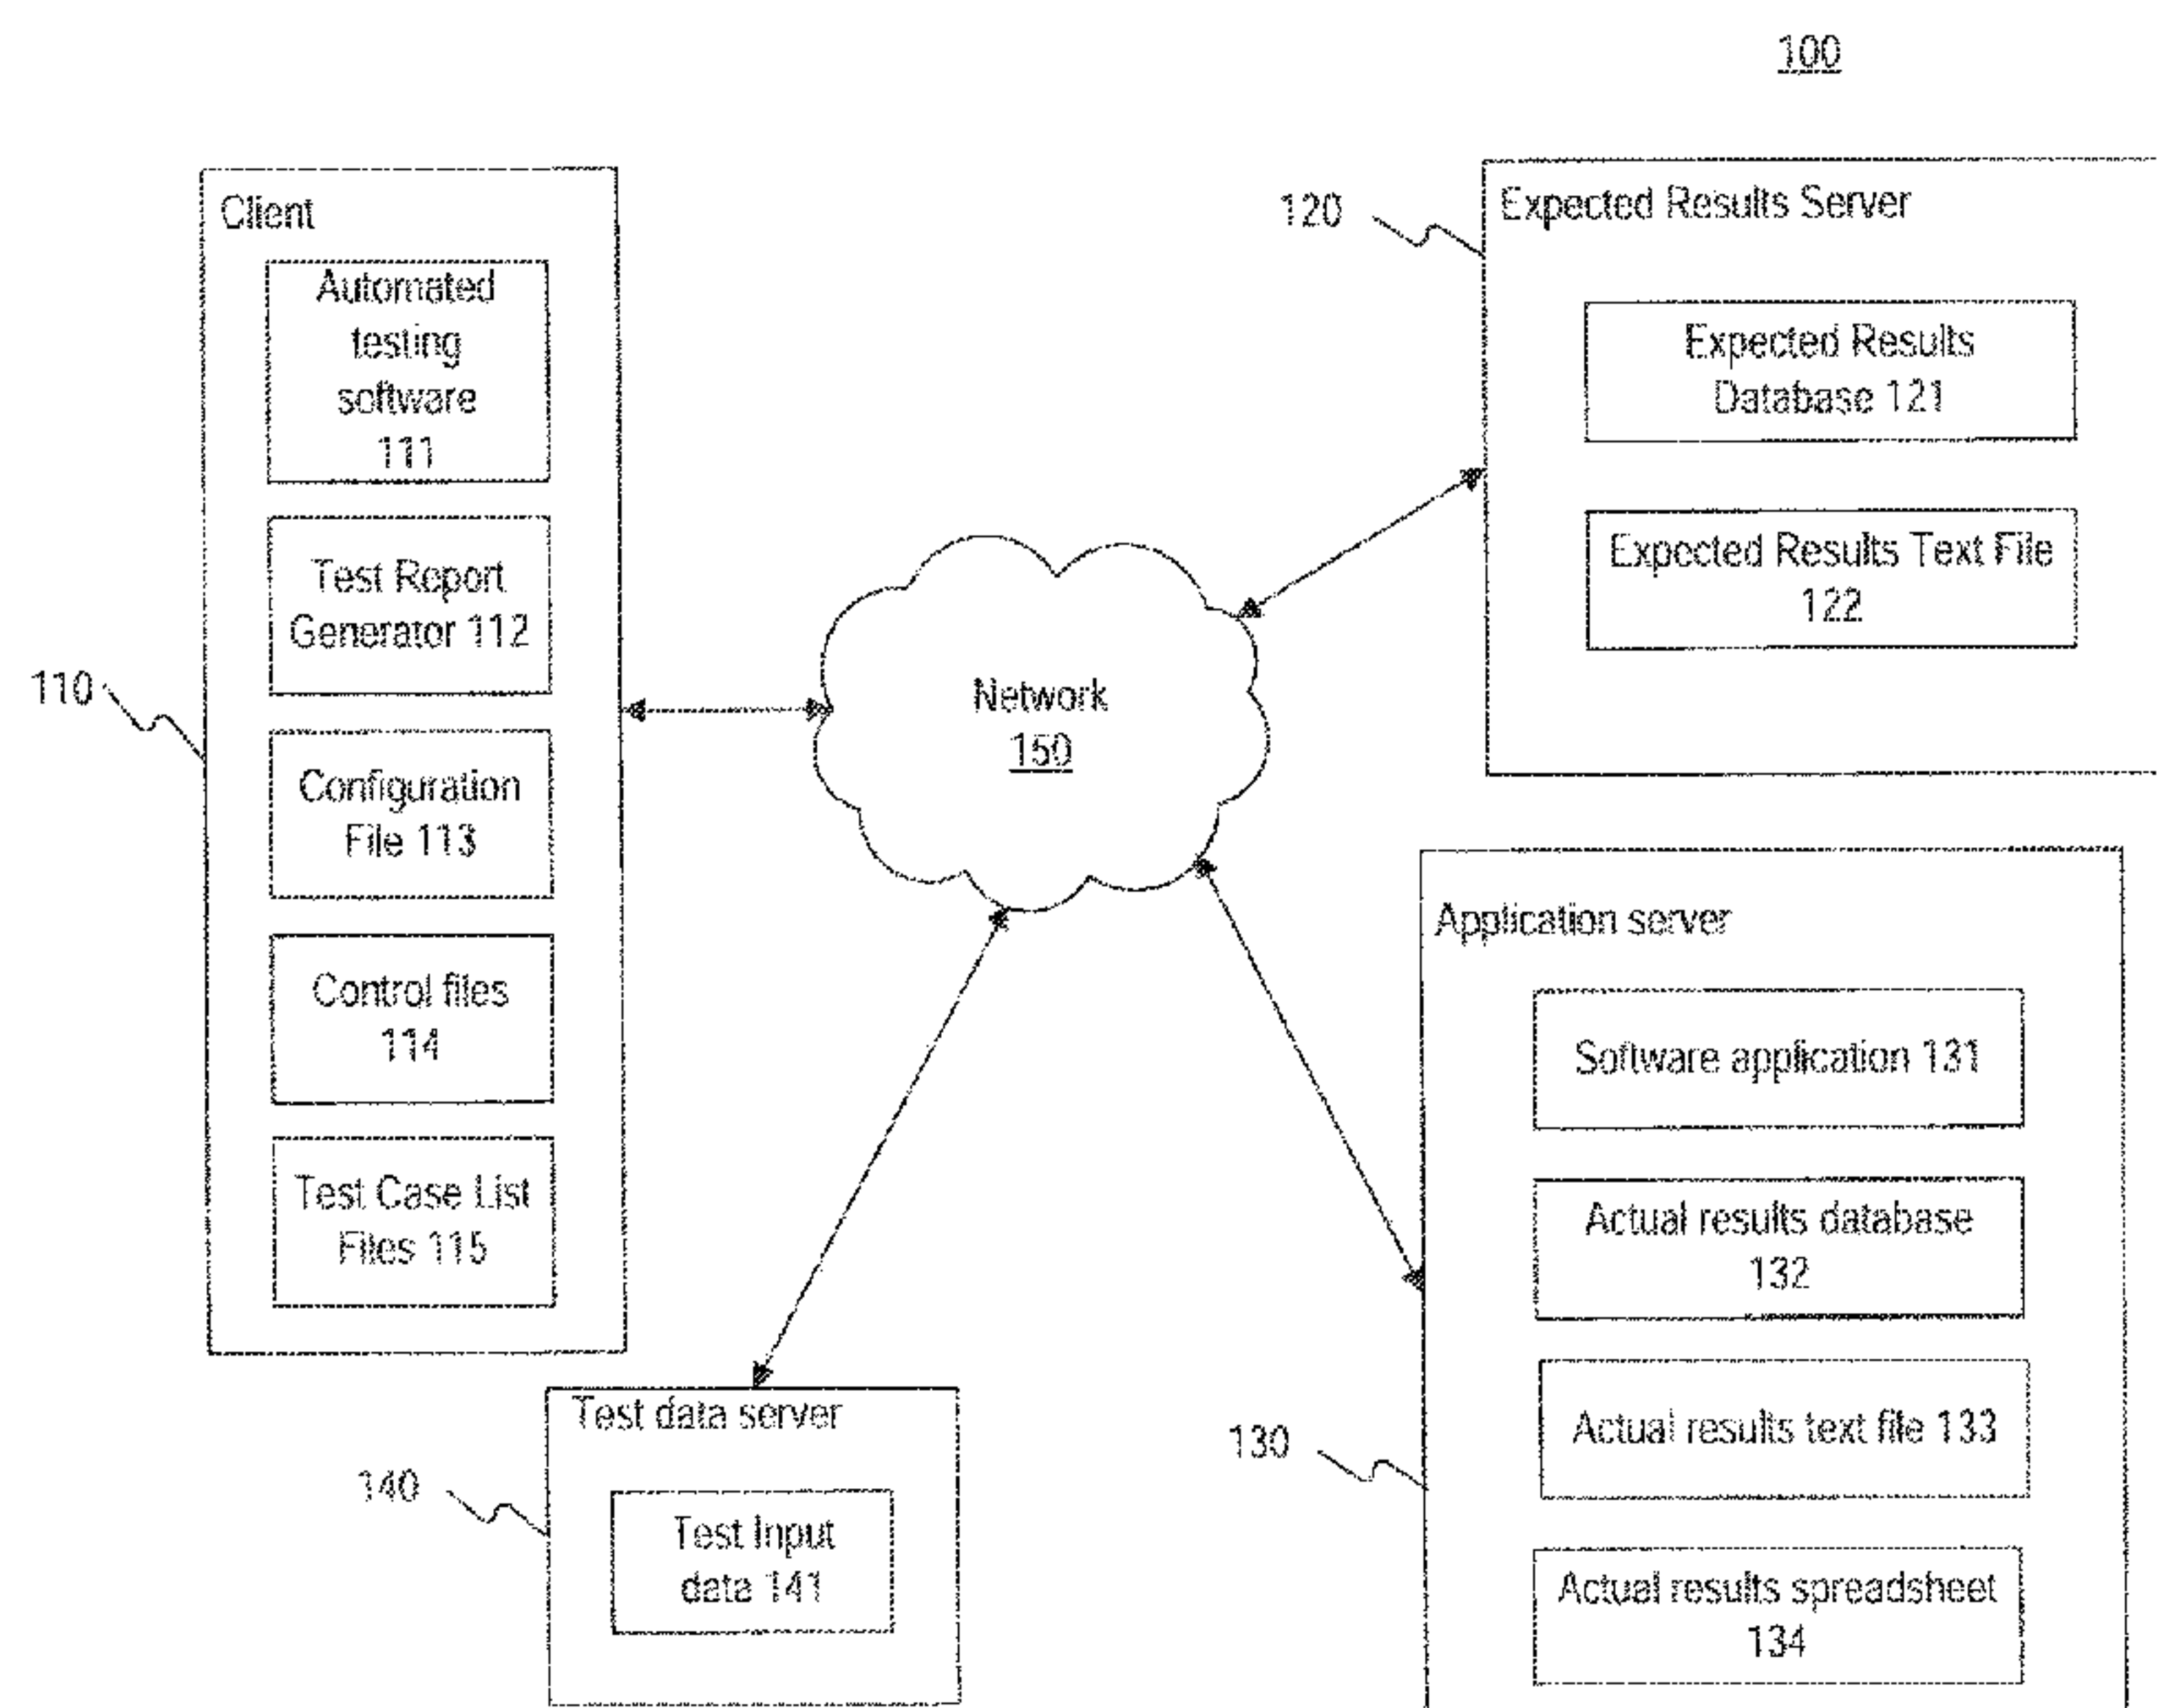 100
Client
Automated
testing
software
111
Test Report
Generator 112
Configuration
File 113
Control files
114
Test Case List
Files 115
110
120
Expected Results Server
Expected Results
Database 121
Expected Results Text File
122
Network
150
Application server
Software application 131
Actual results database
132
Actual results text file 133
Actual results spreadsheet
134
130
Test data server
Test Input
data 141
140